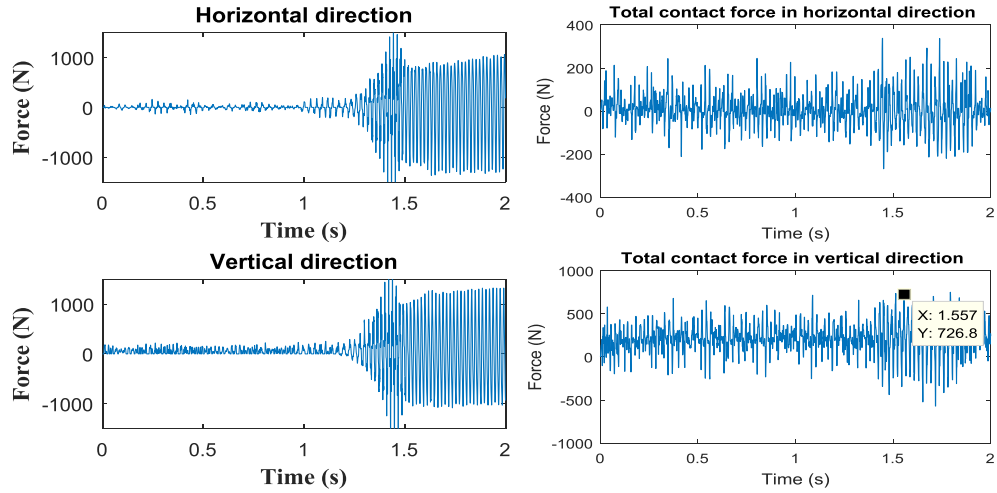 Horizontal direction
Force (N)
1000
0
-1000
0
0.5
1
1.5
2
Time (s)
Total contact force in horizontal direction
Force (N)
400
200
0
-200
-400
0
0.5
1
1.5
2
Time (s)
Vertical direction
Force (N)
1000
0
-1000
0
0.5
1
1.5
2
Time (s)
Total contact force in vertical direction
Force (N)
1000
500
0
-500
-1000
X: 1.557
Y: 726.8
0
0.5
1
1.5
2
Time (s)